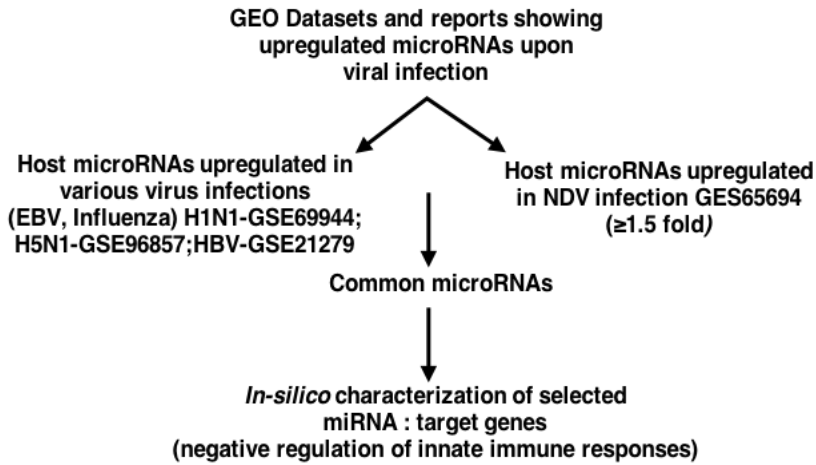 GEO Datasets and reports showing
upregulated microRNAs upon
viral infection
Host microRNAs upregulated in
various virus infections
(EBV, Influenza) H1N1-GSE69944;
H5N1-GSE96857;HBV-GSE21279
Host microRNAs upregulated
in NDV infection GES65694
(≥1.5 fold)
Common microRNAs
In-silico characterization of selected
miRNA : target genes
(negative regulation of innate immune responses)